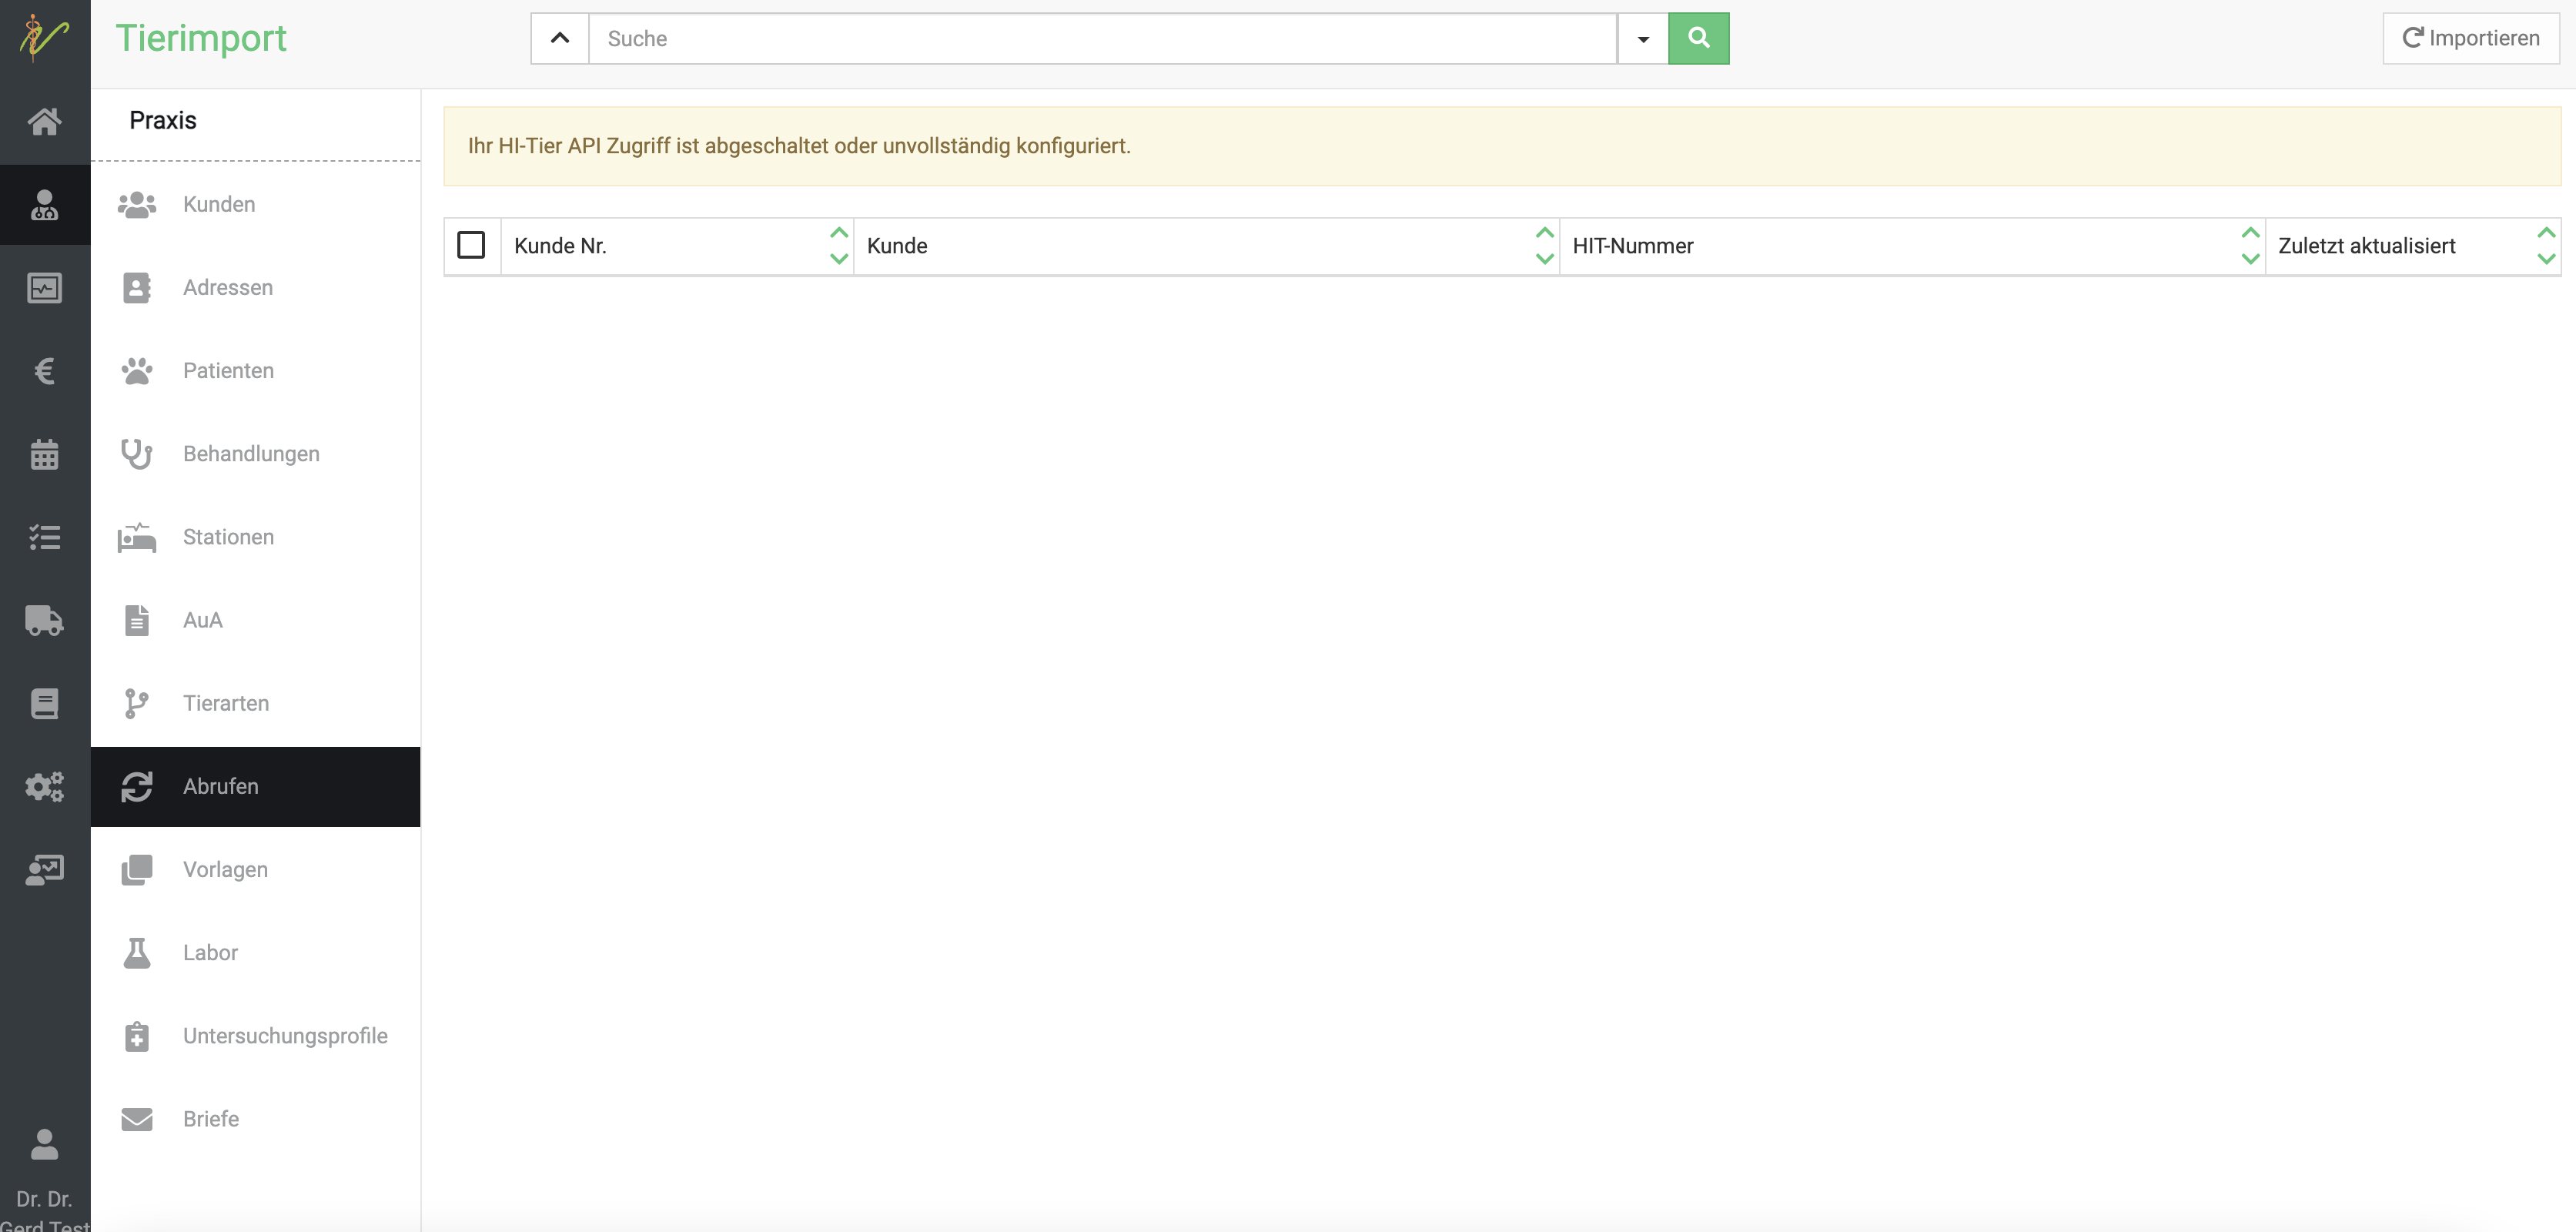 Tierimport
Suche
Importieren
Praxis
Kunden
Adressen
Patienten
Behandlungen
Stationen
AuA
Tierarten
Abrufen
Vorlagen
Labor
Untersuchungsprofile
Briefe
Ihr HI-Tier API Zugriff ist abgeschaltet oder unvollständig konfiguriert.
Kunde Nr.
Kunde
HIT-Nummer
Zuletzt aktualisiert
Dr. Dr.
Gerd Test